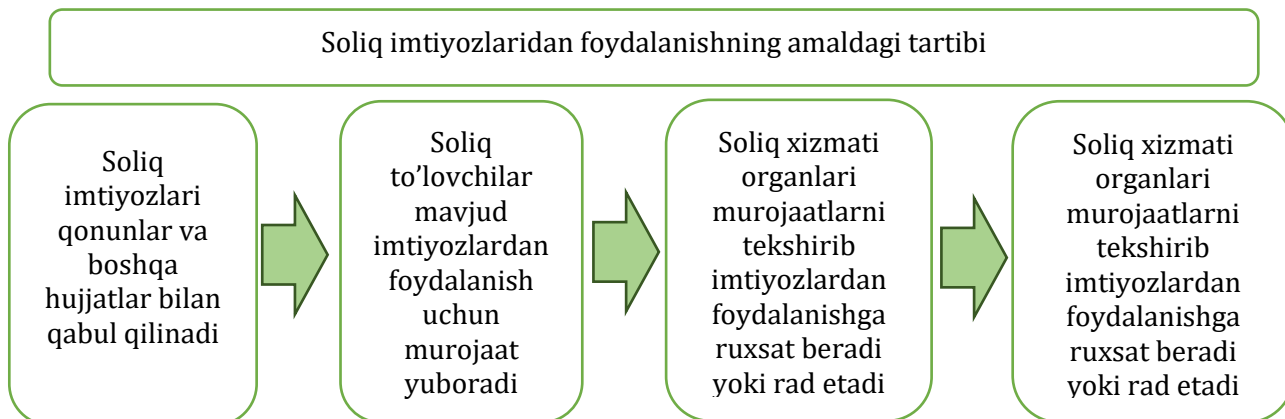 Soliq imtiyozlaridan foydalanishning amaldagi tartibi
Soliq
imtiyozlari
qonunlar va
boshqa
hujjatlar bilan
qabul qilinadi
Soliq
to’lovchilar
mavjud
imtiyozlardan
foydalanish
uchun
murojaat
yuboradi
Soliq xizmati
organlari
murojaatlarni
tekshirib
imtiyozlardan
foydalanishga
ruxsat beradi
yoki rad etadi
Soliq xizmati
organlari
murojaatlarni
tekshirib
imtiyozlardan
foydalanishga
ruxsat beradi
yoki rad etadi